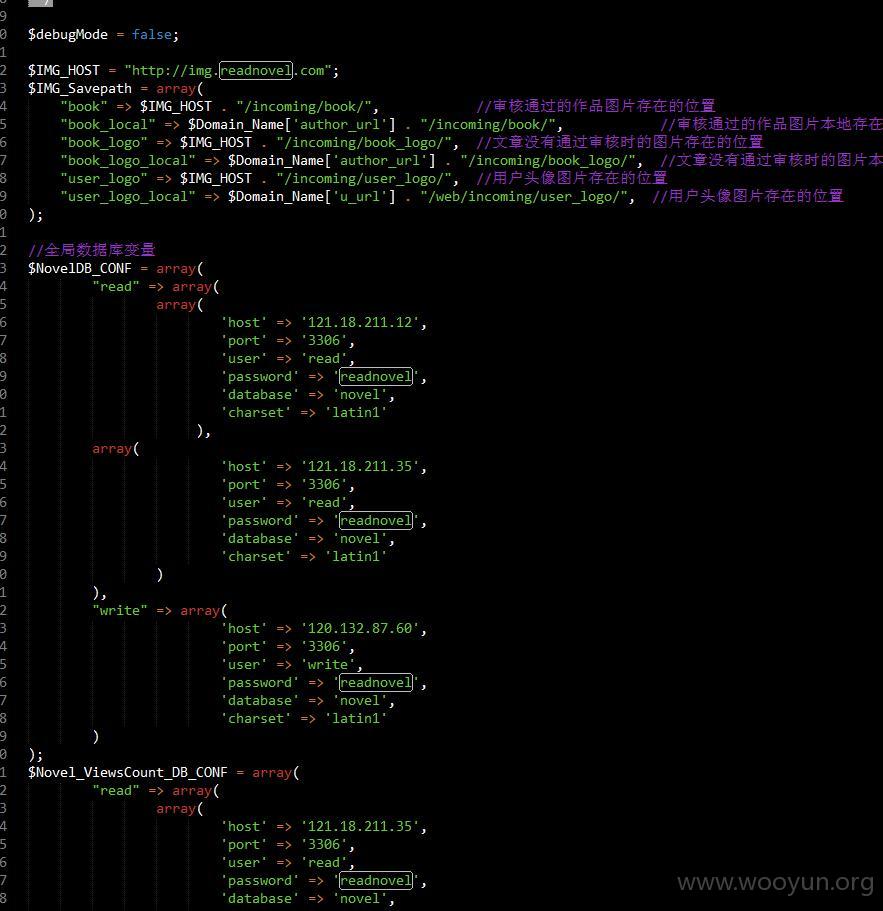 $debugMode = false;
$IMG_HOST = "http://img.readnovel.com";
$IMG_Savepath = array(
"book" => $IMG_HOST . "/incoming/book/", //审核通过的作品图片存在的位置
"book_local" => $Domain_Name['author_url'] . "/incoming/book/", //审核通过的作品图片本地存在
"book_logo" => $IMG_HOST . "/incoming/book_logo/", //文章没有通过审核时的图片存在的位置
"book_logo_local" => $Domain_Name['author_url'] . "/incoming/book_logo/", //文章没有通过审核时的图片本
"user_logo" => $IMG_HOST . "/incoming/user_logo/", //用户头像图片存在的位置
"user_logo_local" => $Domain_Name['u_url'] . "/web/incoming/user_logo/", //用户头像图片存在的位置
);
//全局数据库变量
$NovelDB_CONF = array(
"read" => array(
array(
'host' => '121.18.211.12',
'port' => '3306',
'user' => 'read',
'password' => 'readnovel',
'database' => 'novel',
'charset' => 'latin1'
),
array(
'host' => '121.18.211.35',
'port' => '3306',
'user' => 'read',
'password' => 'readnovel',
'database' => 'novel',
'charset' => 'latin1'
)
),
"write" => array(
'host' => '120.132.87.60',
'port' => '3306',
'user' => 'write',
'password' => 'readnovel',
'database' => 'novel',
'charset' => 'latin1'
)
);
$Novel_ViewsCount_DB_CONF = array(
"read" => array(
array(
'host' => '121.18.211.35',
'port' => '3306',
'user' => 'read',
'password' => 'readnovel',
'database' => 'novel',
www.wooyun.org